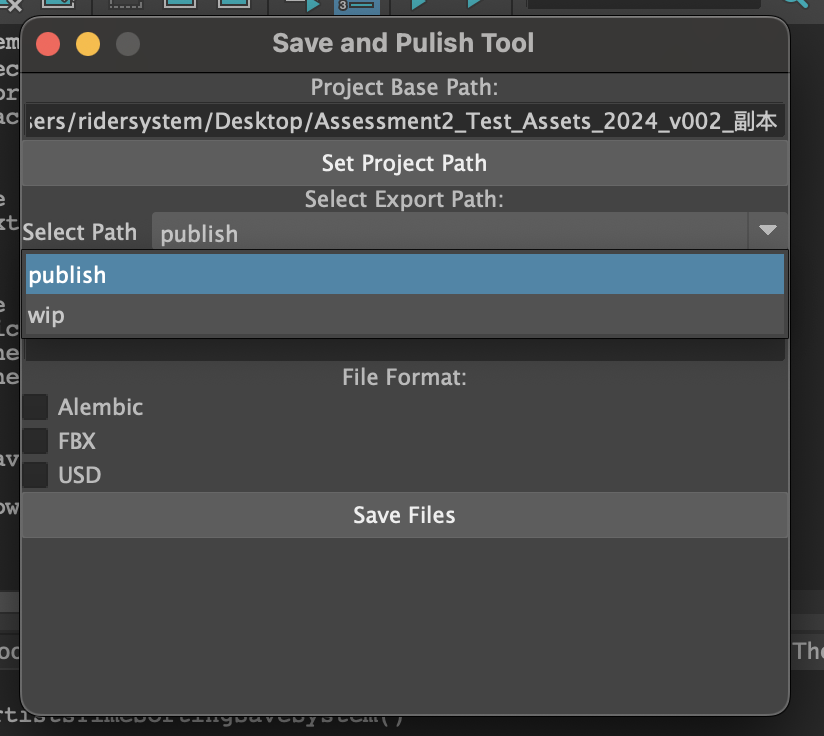 Save and Pulish Tool
Project Base Path:
sers/ridersystem/Desktop/Assessment2_Test_Assets_2024_v002_副本
Set Project Path
Select Export Path:
Select Path publish
publish
wip
File Format:
Alembic
FBX
USD
Save Files